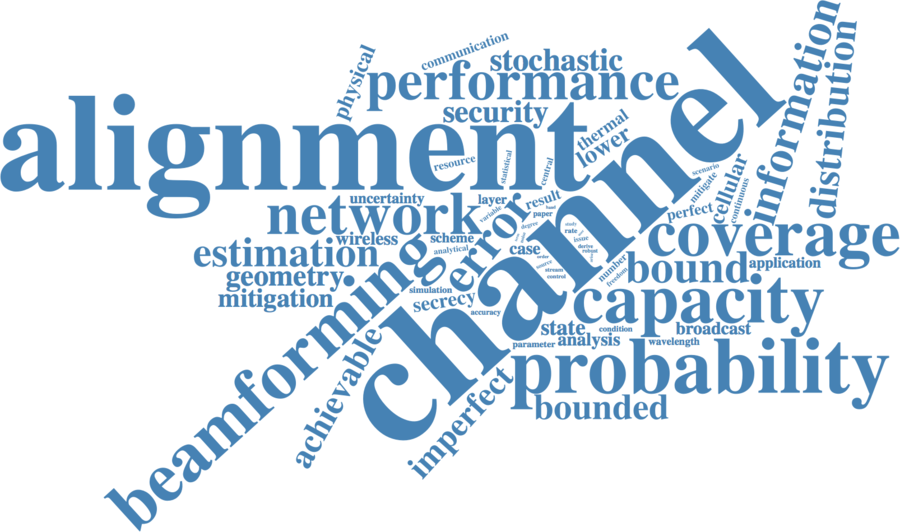 communication
stochastic
physical
performance
security
alignment
channel
information
distribution
thermal
lower
resource
statistical
central
scenario
mitigate
cellular
continuous
uncertainty
layer
variable
result
paper
degree
perfect
network
wireless
scheme
analytical
error
case
rate
issue
derive
robust
order
source
stream
control
number
freedom
coverage
estimation
geometry
mitigation
beamforming
simulation
secrecy
accuracy
bound
application
capacity
state
condition
broadcast
parameter
analysis
wavelength
achievable
imperfect
probability
bounded